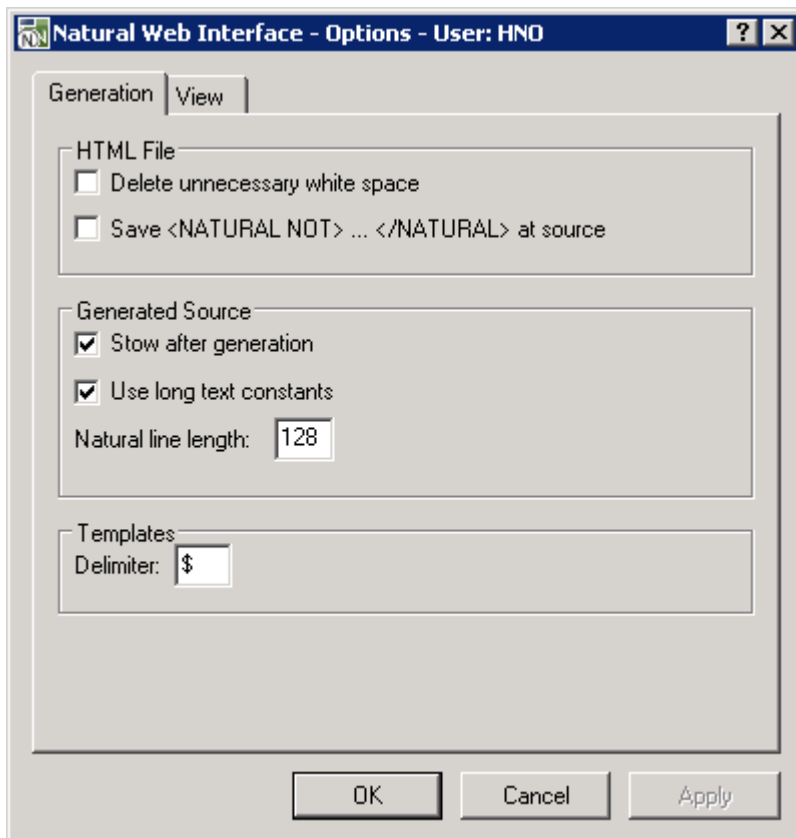 Natural Web Interface - Options - User: HNO
Generation View
HTML File
Delete unnecessary white space
Save <NATURAL NOT> ... </NATURAL> at source
Generated Source
Stow after generation
Use long text constants
Natural line length: 128
Templates
Delimiter: $
OK Cancel Apply